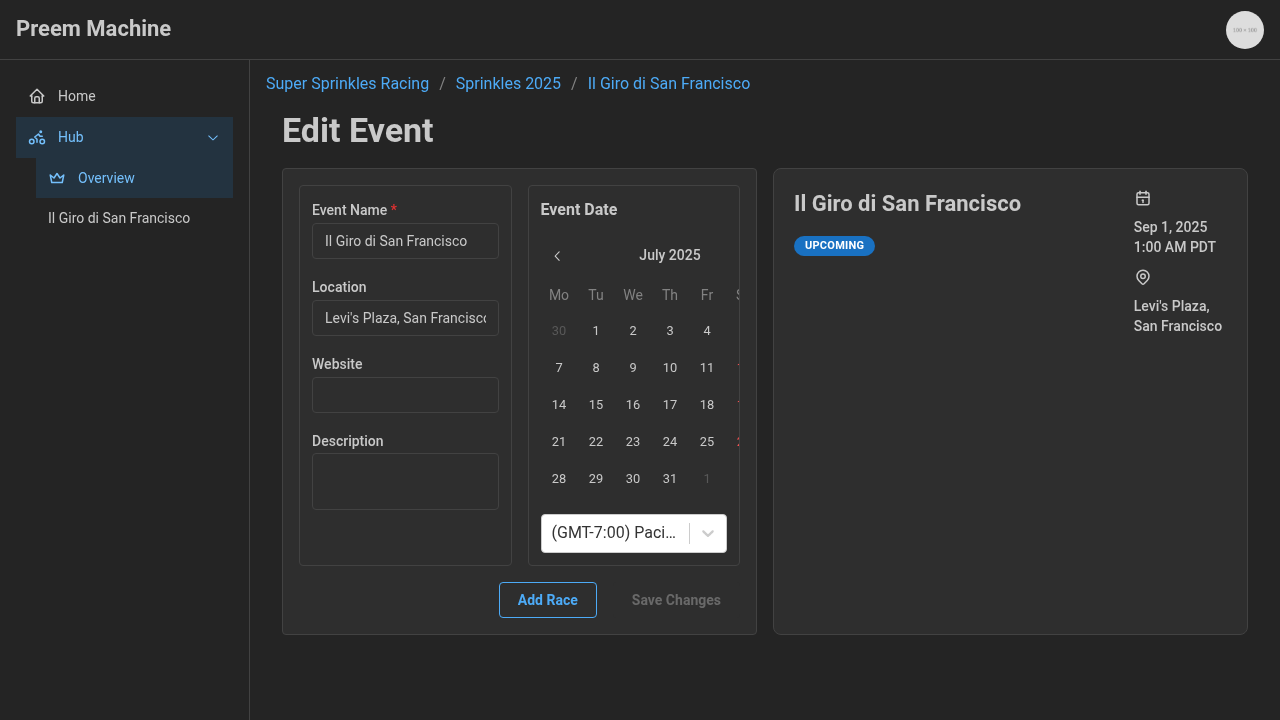 Preem Machine
Home
Hub
Overview
Il Giro di San Francisco
Super Sprinkles Racing / Sprinkles 2025 / Il Giro di San Francisco
Edit Event
Event Name *
Il Giro di San Francisco
Location
Levi's Plaza, San Francisco
Website
Description
Event Date
July 2025
Mo Tu We Th Fr
30 1 2 3 4
7 8 9 10 11
14 15 16 17 18
21 22 23 24 25
28 29 30 31 1
(GMT-7:00) Paci...
Add Race
Save Changes
Il Giro di San Francisco
UPCOMING
Sep 1, 2025
1:00 AM PDT
Levi's Plaza,
San Francisco